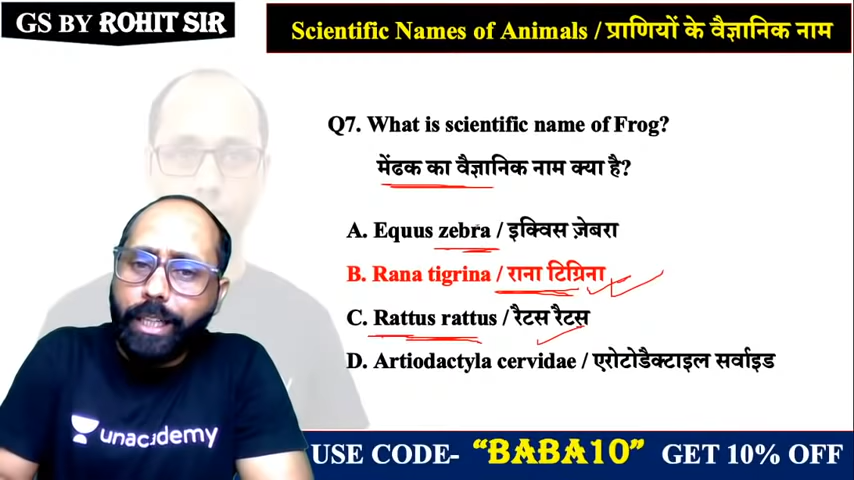 GS BY ROHIT SIR
Scientific Names of Animals / प्राणियों के वैज्ञानिक नाम
Q7. What is scientific name of Frog?
मेंढक का वैज्ञानिक नाम क्या है?
A. Equus zebra / इक्विस ज़ेबरा
B. Rana tigrina / राना टिग्रिना
C. Rattus rattus / रैटस रैटस
D. Artiodactyla cervidae / एरोटोडैक्टाइल सर्वाइड
unacademy
USE CODE- “BABA10” GET 10% OFF